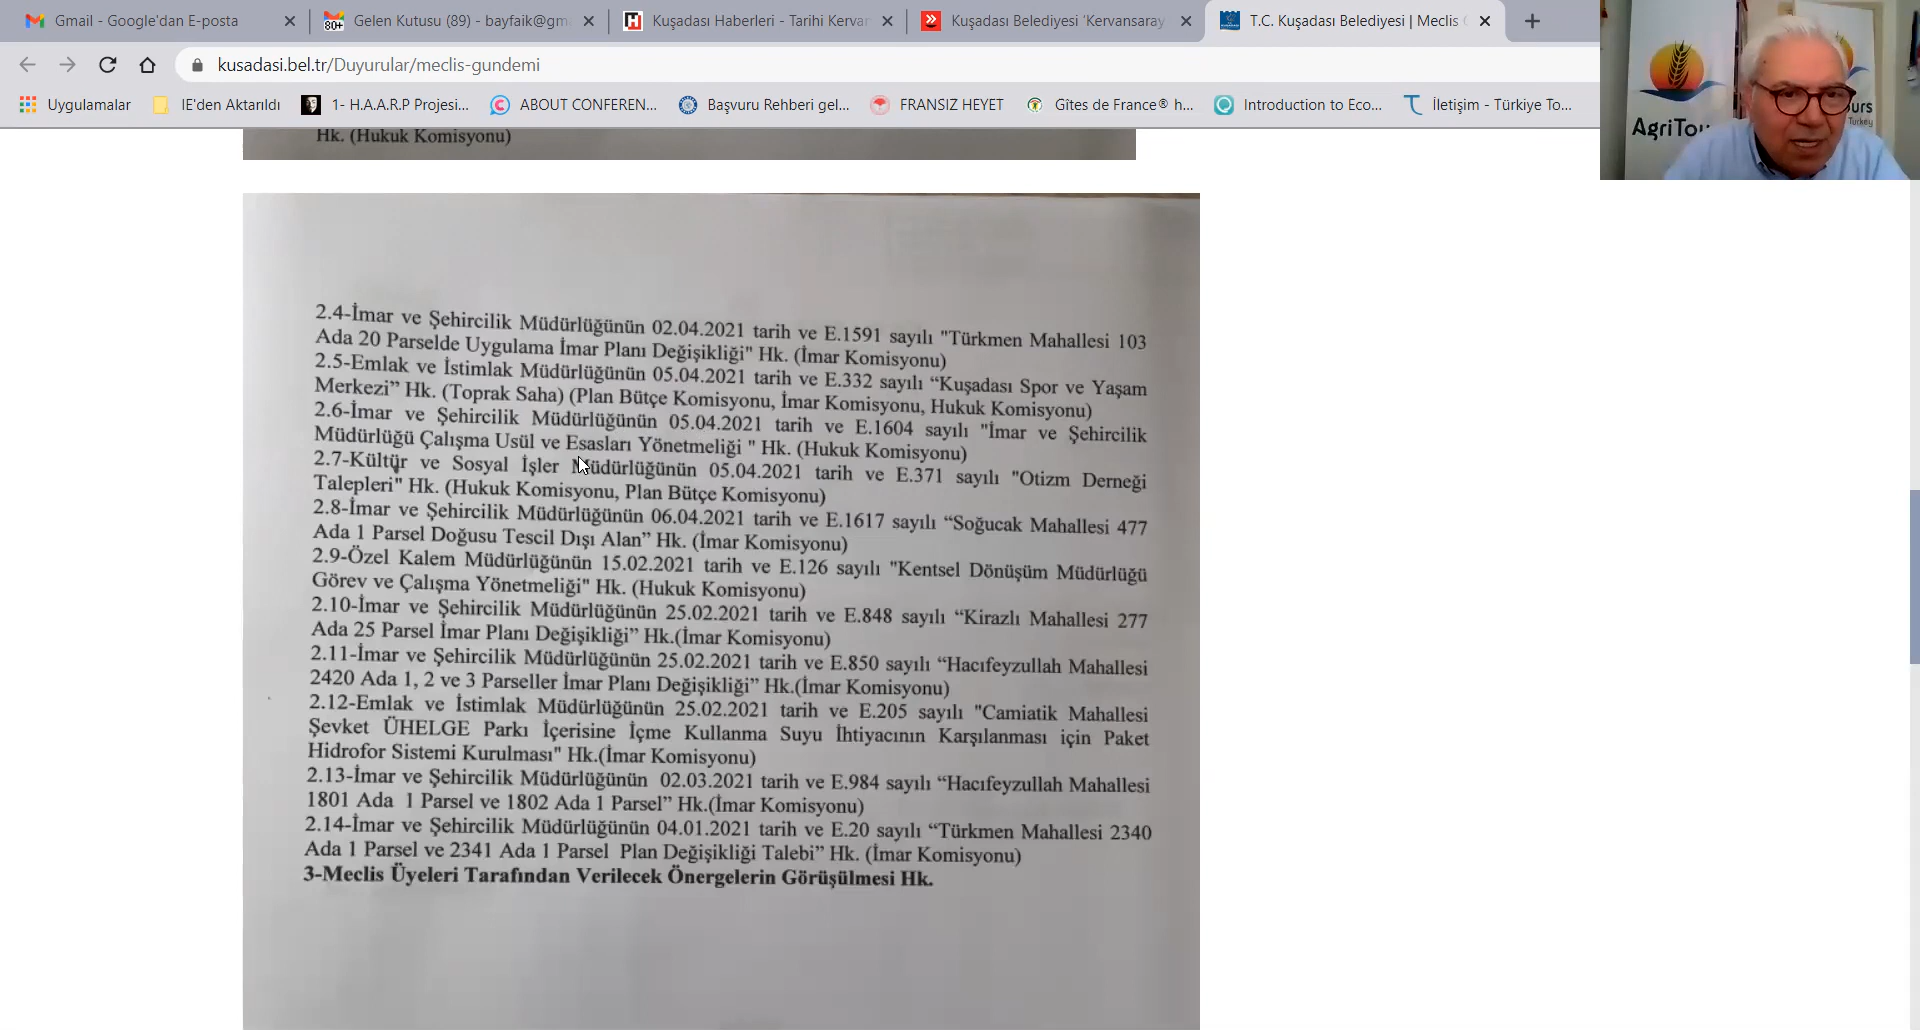 Gmail - Google'dan E-posta
Gelen Kutusu (89) - bayfaik@gm
Kuşadası Haberleri - Tarihi Kervan
Kuşadası Belediyesi 'Kervansaray
T.C. Kuşadası Belediyesi | Meclis
kusadasi.bel.tr/Duyurular/meclis-gundemi
Uygulamalar IE'den Aktarıldı 1- H.A.A.R.P Projesi... ABOUT CONFEREN... Başvuru Rehberi gel... FRANSIZ HEYET Gîtes de France® h... Introduction to Eco... İletişim - Türkiye To...
AgriTou
urs
Turkey
Hk. (Hukuk Komisyonu)
2.4-İmar ve Şehircilik Müdürlüğünün 02.04.2021 tarih ve E.1591 sayılı "Türkmen Mahallesi 103
Ada 20 Parselde Uygulama İmar Planı Değişikliği" Hk. (İmar Komisyonu)
2.5-Emlak ve İstimlak Müdürlüğünün 05.04.2021 tarih ve E.332 sayılı “Kuşadası Spor ve Yaşam
Merkezi” Hk. (Toprak Saha) (Plan Bütçe Komisyonu, İmar Komisyonu, Hukuk Komisyonu)
2.6-İmar ve Şehircilik Müdürlüğünün 05.04.2021 tarih ve E.1604 sayılı "İmar ve Şehircilik
Müdürlüğü Çalışma Usül ve Esasları Yönetmeliği " Hk. (Hukuk Komisyonu)
2.7-Kültür ve Sosyal İşler Müdürlüğünün 05.04.2021 tarih ve E.371 sayılı "Otizm Derneği
Talepleri" Hk. (Hukuk Komisyonu, Plan Bütçe Komisyonu)
2.8-İmar ve Şehircilik Müdürlüğünün 06.04.2021 tarih ve E.1617 sayılı “Soğucak Mahallesi 477
Ada 1 Parsel Doğusu Tescil Dışı Alan” Hk. (İmar Komisyonu)
2.9-Özel Kalem Müdürlüğünün 15.02.2021 tarih ve E.126 sayılı "Kentsel Dönüşüm Müdürlüğü
Görev ve Çalışma Yönetmeliği" Hk. (Hukuk Komisyonu)
2.10-İmar ve Şehircilik Müdürlüğünün 25.02.2021 tarih ve E.848 sayılı “Kirazlı Mahallesi 277
Ada 25 Parsel İmar Planı Değişikliği” Hk.(İmar Komisyonu)
2.11-İmar ve Şehircilik Müdürlüğünün 25.02.2021 tarih ve E.850 sayılı “Hacıfeyzullah Mahallesi
2420 Ada 1, 2 ve 3 Parseller İmar Planı Değişikliği” Hk.(İmar Komisyonu)
2.12-Emlak ve İstimlak Müdürlüğünün 25.02.2021 tarih ve E.205 sayılı "Camiatik Mahallesi
Şevket ÜHELGE Parkı İçerisine İçme Kullanma Suyu İhtiyacının Karşılanması için Paket
Hidrofor Sistemi Kurulması" Hk.(İmar Komisyonu)
2.13-İmar ve Şehircilik Müdürlüğünün 02.03.2021 tarih ve E.984 sayılı “Hacıfeyzullah Mahallesi
1801 Ada 1 Parsel ve 1802 Ada 1 Parsel” Hk.(İmar Komisyonu)
2.14-İmar ve Şehircilik Müdürlüğünün 04.01.2021 tarih ve E.20 sayılı “Türkmen Mahallesi 2340
Ada 1 Parsel ve 2341 Ada 1 Parsel Plan Değişikliği Talebi” Hk. (İmar Komisyonu)
3-Meclis Üyeleri Tarafından Verilecek Önergelerin Görüşülmesi Hk.